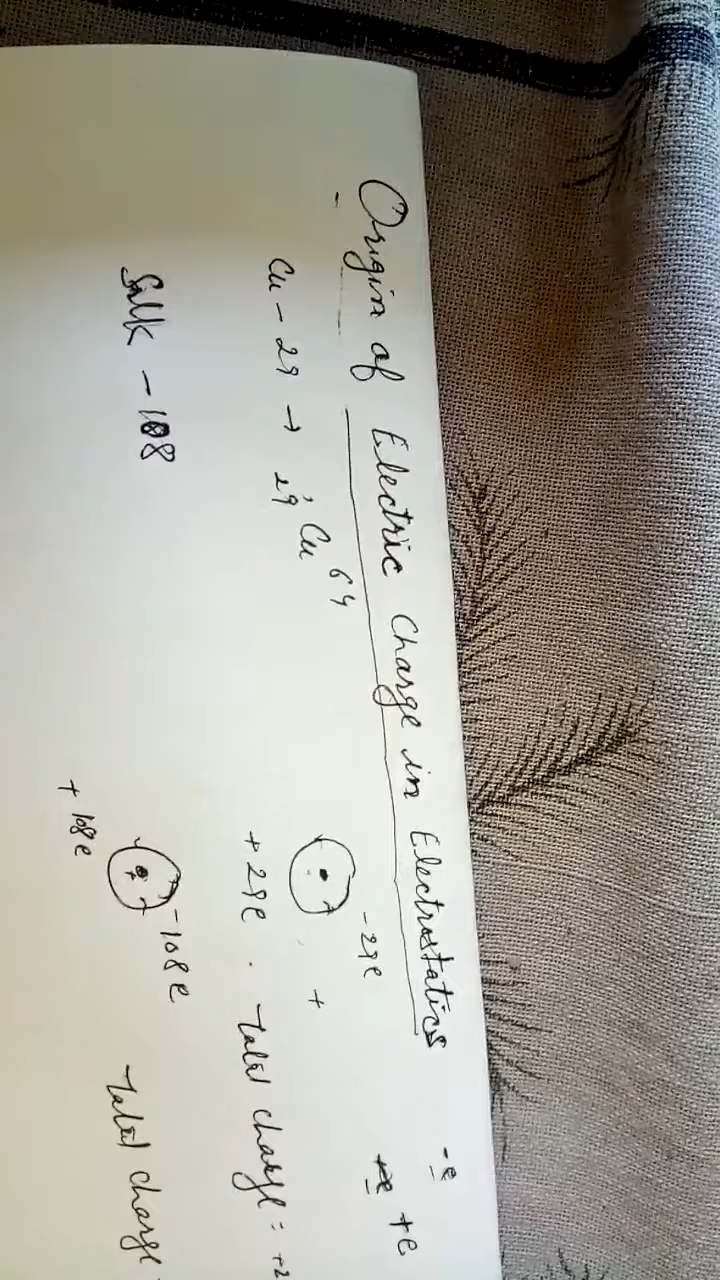 Origin of Electric Charge in Electrostatics
-e
+e +e
Cu - 29 → 29 Cu 64
-29e
+
+29e . Total charge = +2
Silk - 108
-108e
+108e
Total charge